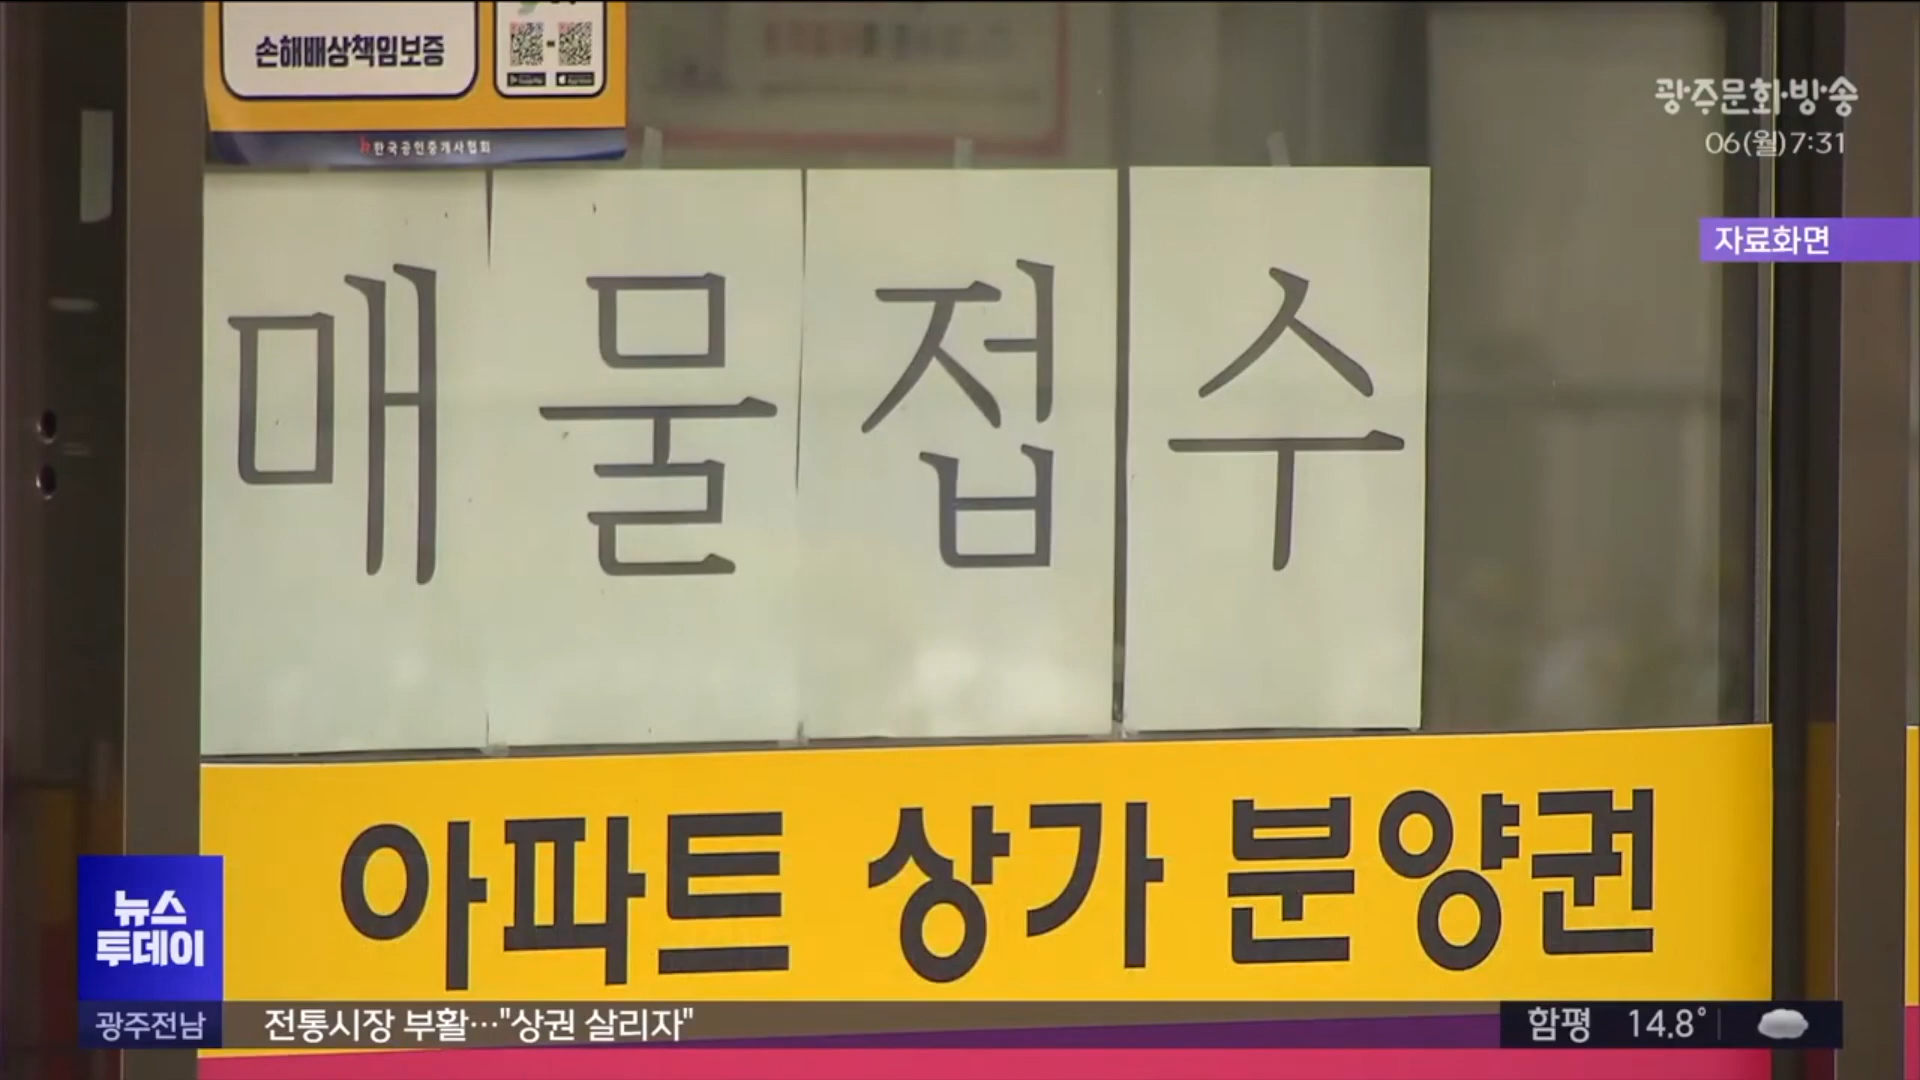 손해배상책임보증
한국공인중개사협회
광주문화방송
06(월)7:31
자료화면
매물접수
아파트 상가 분양권
뉴스
투데이
광주전남
전통시장 부활…"상권 살리자"
함평 14.8°